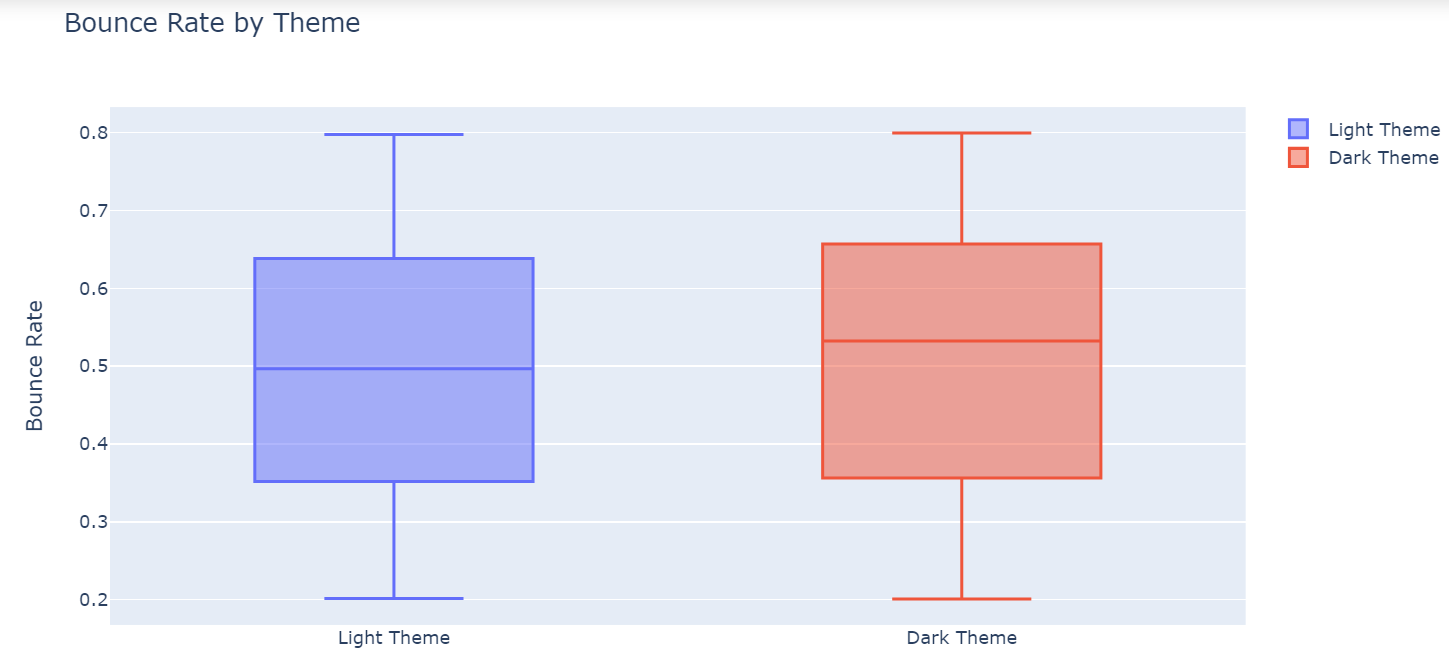 Bounce Rate by Theme
Light Theme
Dark Theme
Bounce Rate
0.8
0.7
0.6
0.5
0.4
0.3
0.2
Light Theme
Dark Theme